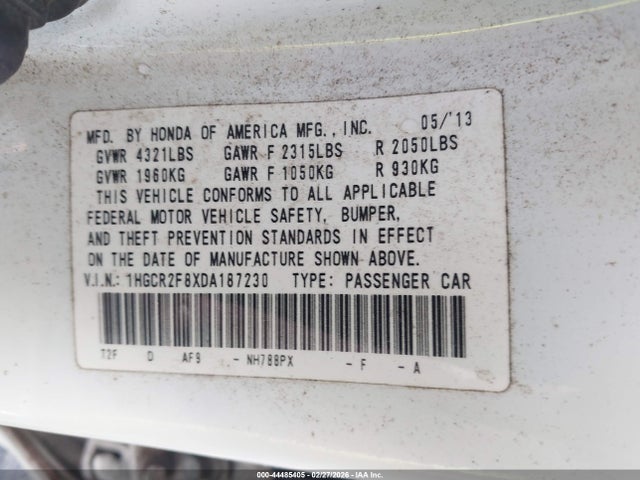 MFD. BY HONDA OF AMERICA MFG., INC. 05/'13
GVWR 4321LBS GAWR F 2315LBS R 2050LBS
GVWR 1960KG GAWR F 1050KG R 930KG
THIS VEHICLE CONFORMS TO ALL APPLICABLE
FEDERAL MOTOR VEHICLE SAFETY, BUMPER,
AND THEFT PREVENTION STANDARDS IN EFFECT
ON THE DATE OF MANUFACTURE SHOWN ABOVE.
V.I.N.: 1HGCR2F8XDA187230 TYPE: PASSENGER CAR
T2F D AF9 - NH788PX - F - A
000-44485405 - 02/27/2026 - IAA Inc.